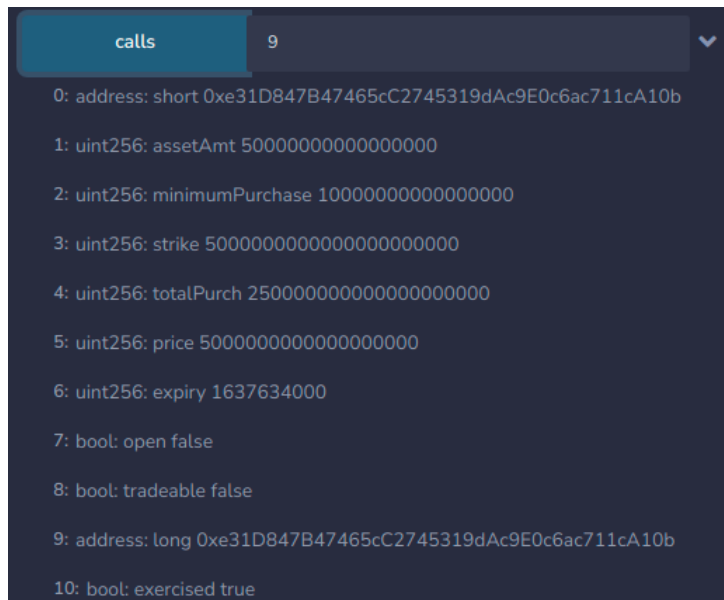 calls 9
0: address: short 0xe31D847B47465cC2745319dAc9E0c6ac711cA10b
1: uint256: assetAmt 50000000000000000
2: uint256: minimumPurchase 10000000000000000
3: uint256: strike 5000000000000000000000
4: uint256: totalPurch 250000000000000000000
5: uint256: price 5000000000000000000
6: uint256: expiry 1637634000
7: bool: open false
8: bool: tradeable false
9: address: long 0xe31D847B47465cC2745319dAc9E0c6ac711cA10b
10: bool: exercised true